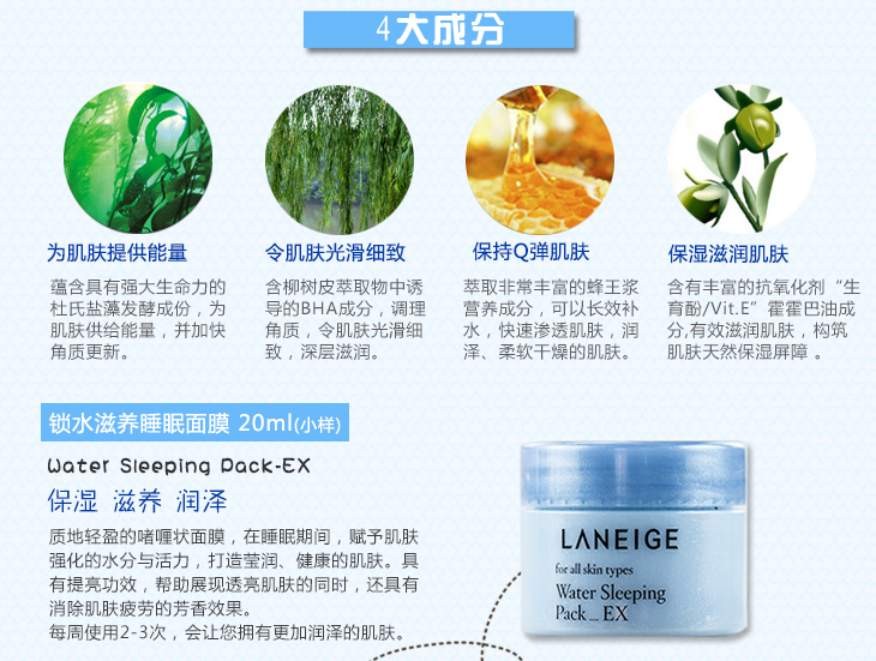 4大成分
为肌肤提供能量
蕴含具有强大生命力的
杜氏盐藻发酵成份，为
肌肤供给能量，并加快
角质更新。
令肌肤光滑细致
含柳树皮萃取物中诱
导的BHA成分，调理
角质，令肌肤光滑细
致，深层滋润。
保持Q弹肌肤
萃取非常丰富的蜂王浆
营养成分，可以长效补
水，快速渗透肌肤，润
泽、柔软干燥的肌肤。
保湿滋润肌肤
含有丰富的抗氧化剂“生
育酚/Vit.E”霍霍巴油成
分,有效滋润肌肤，构筑
肌肤天然保湿屏障 。
锁水滋养睡眠面膜 20ml(小样)
Water Sleeping Pack-EX
保湿 滋养 润泽
质地轻盈的啫喱状面膜，在睡眠期间，赋予肌肤
强化的水分与活力，打造莹润、健康的肌肤。具
有提亮功效，帮助展现透亮肌肤的同时，还具有
消除肌肤疲劳的芳香效果。
每周使用2-3次，会让您拥有更加润泽的肌肤。
LANEIGE
for all skin types
Water Sleeping
Pack_EX